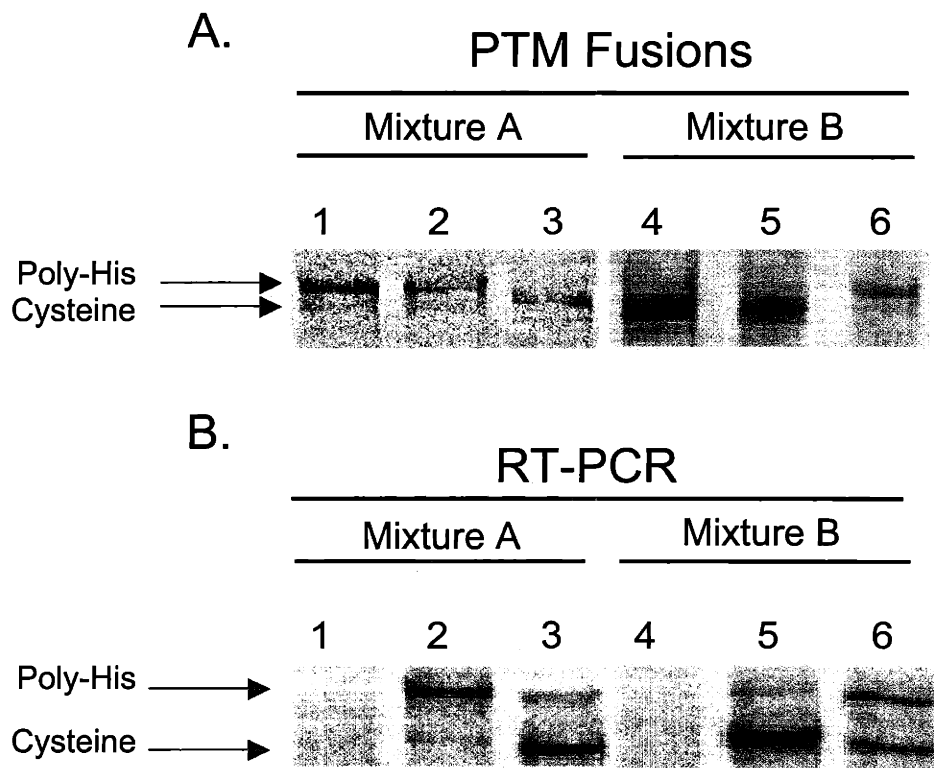 A.
PTM Fusions
Mixture A Mixture B
1 2 3 4 5 6
Poly-His
Cysteine
B.
RT-PCR
Mixture A Mixture B
1 2 3 4 5 6
Poly-His
Cysteine